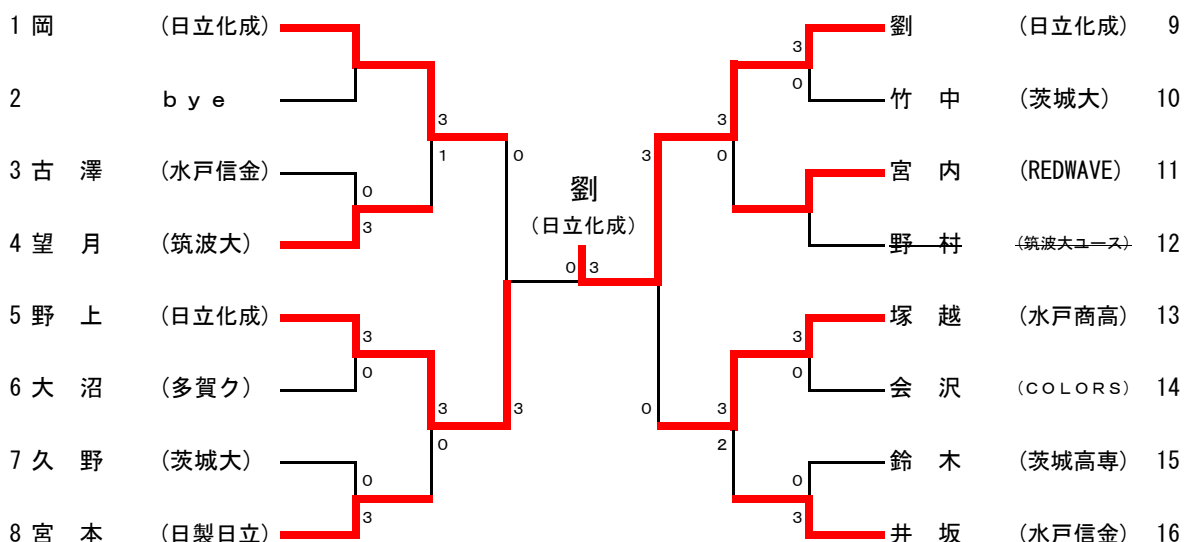 1 岡 (日立化成)
2 ｂｙｅ
3 古 澤 (水戸信金)
4 望 月 (筑波大)
5 野 上 (日立化成)
6 大 沼 (多賀ク)
7 久 野 (茨城大)
8 宮 本 (日製日立)
0
3
3
0
0
3
3
1
3
0
0
3
劉
(日立化成)
0 3
3
0
3
0
3
2
3
0
3
0
0
3
劉 (日立化成) 9
竹 中 (茨城大) 10
宮 内 (REDWAVE) 11
野 村 (筑波大ユース) 12
塚 越 (水戸商高) 13
会 沢 (ＣＯＬＯＲＳ) 14
鈴 木 (茨城高専) 15
井 坂 (水戸信金) 16